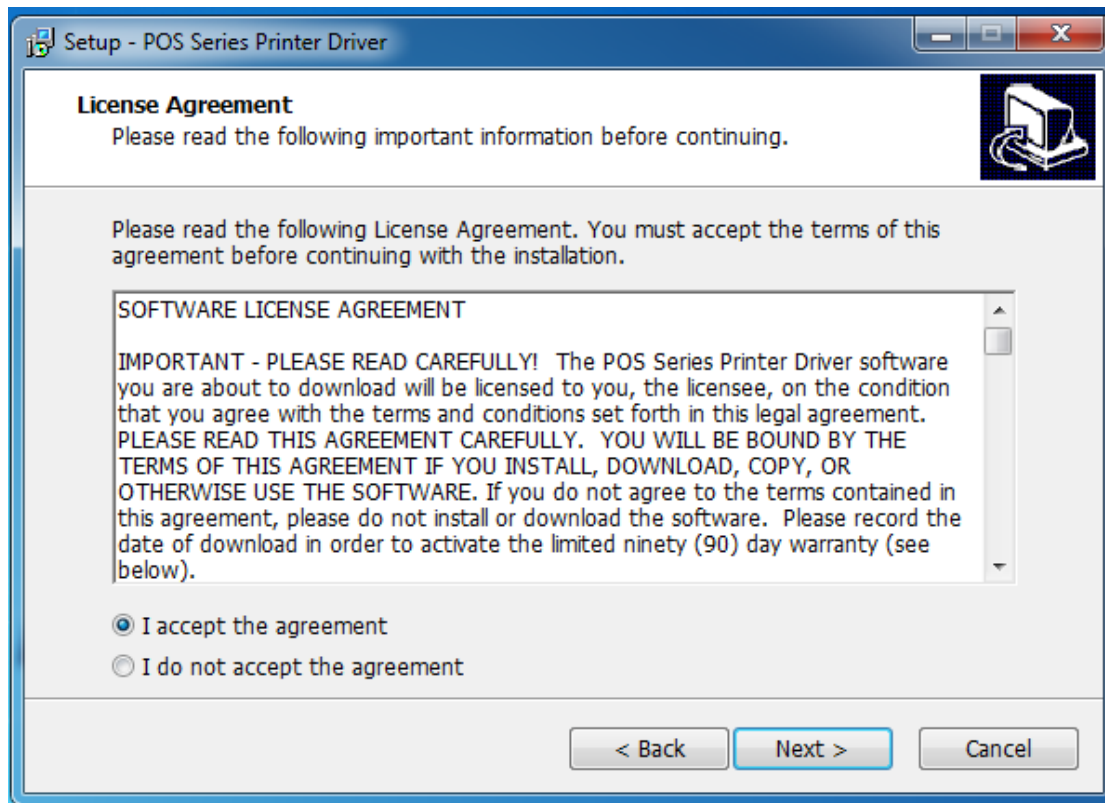 Setup - POS Series Printer Driver
License Agreement
Please read the following important information before continuing.
Please read the following License Agreement. You must accept the terms of this
agreement before continuing with the installation.
SOFTWARE LICENSE AGREEMENT
IMPORTANT - PLEASE READ CAREFULLY!  The POS Series Printer Driver software
you are about to download will be licensed to you, the licensee, on the condition
that you agree with the terms and conditions set forth in this legal agreement.
PLEASE READ THIS AGREEMENT CAREFULLY.  YOU WILL BE BOUND BY THE
TERMS OF THIS AGREEMENT IF YOU INSTALL, DOWNLOAD, COPY, OR
OTHERWISE USE THE SOFTWARE. If you do not agree to the terms contained in
this agreement, please do not install or download the software.  Please record the
date of download in order to activate the limited ninety (90) day warranty (see
below).
I accept the agreement
I do not accept the agreement
< Back
Next >
Cancel